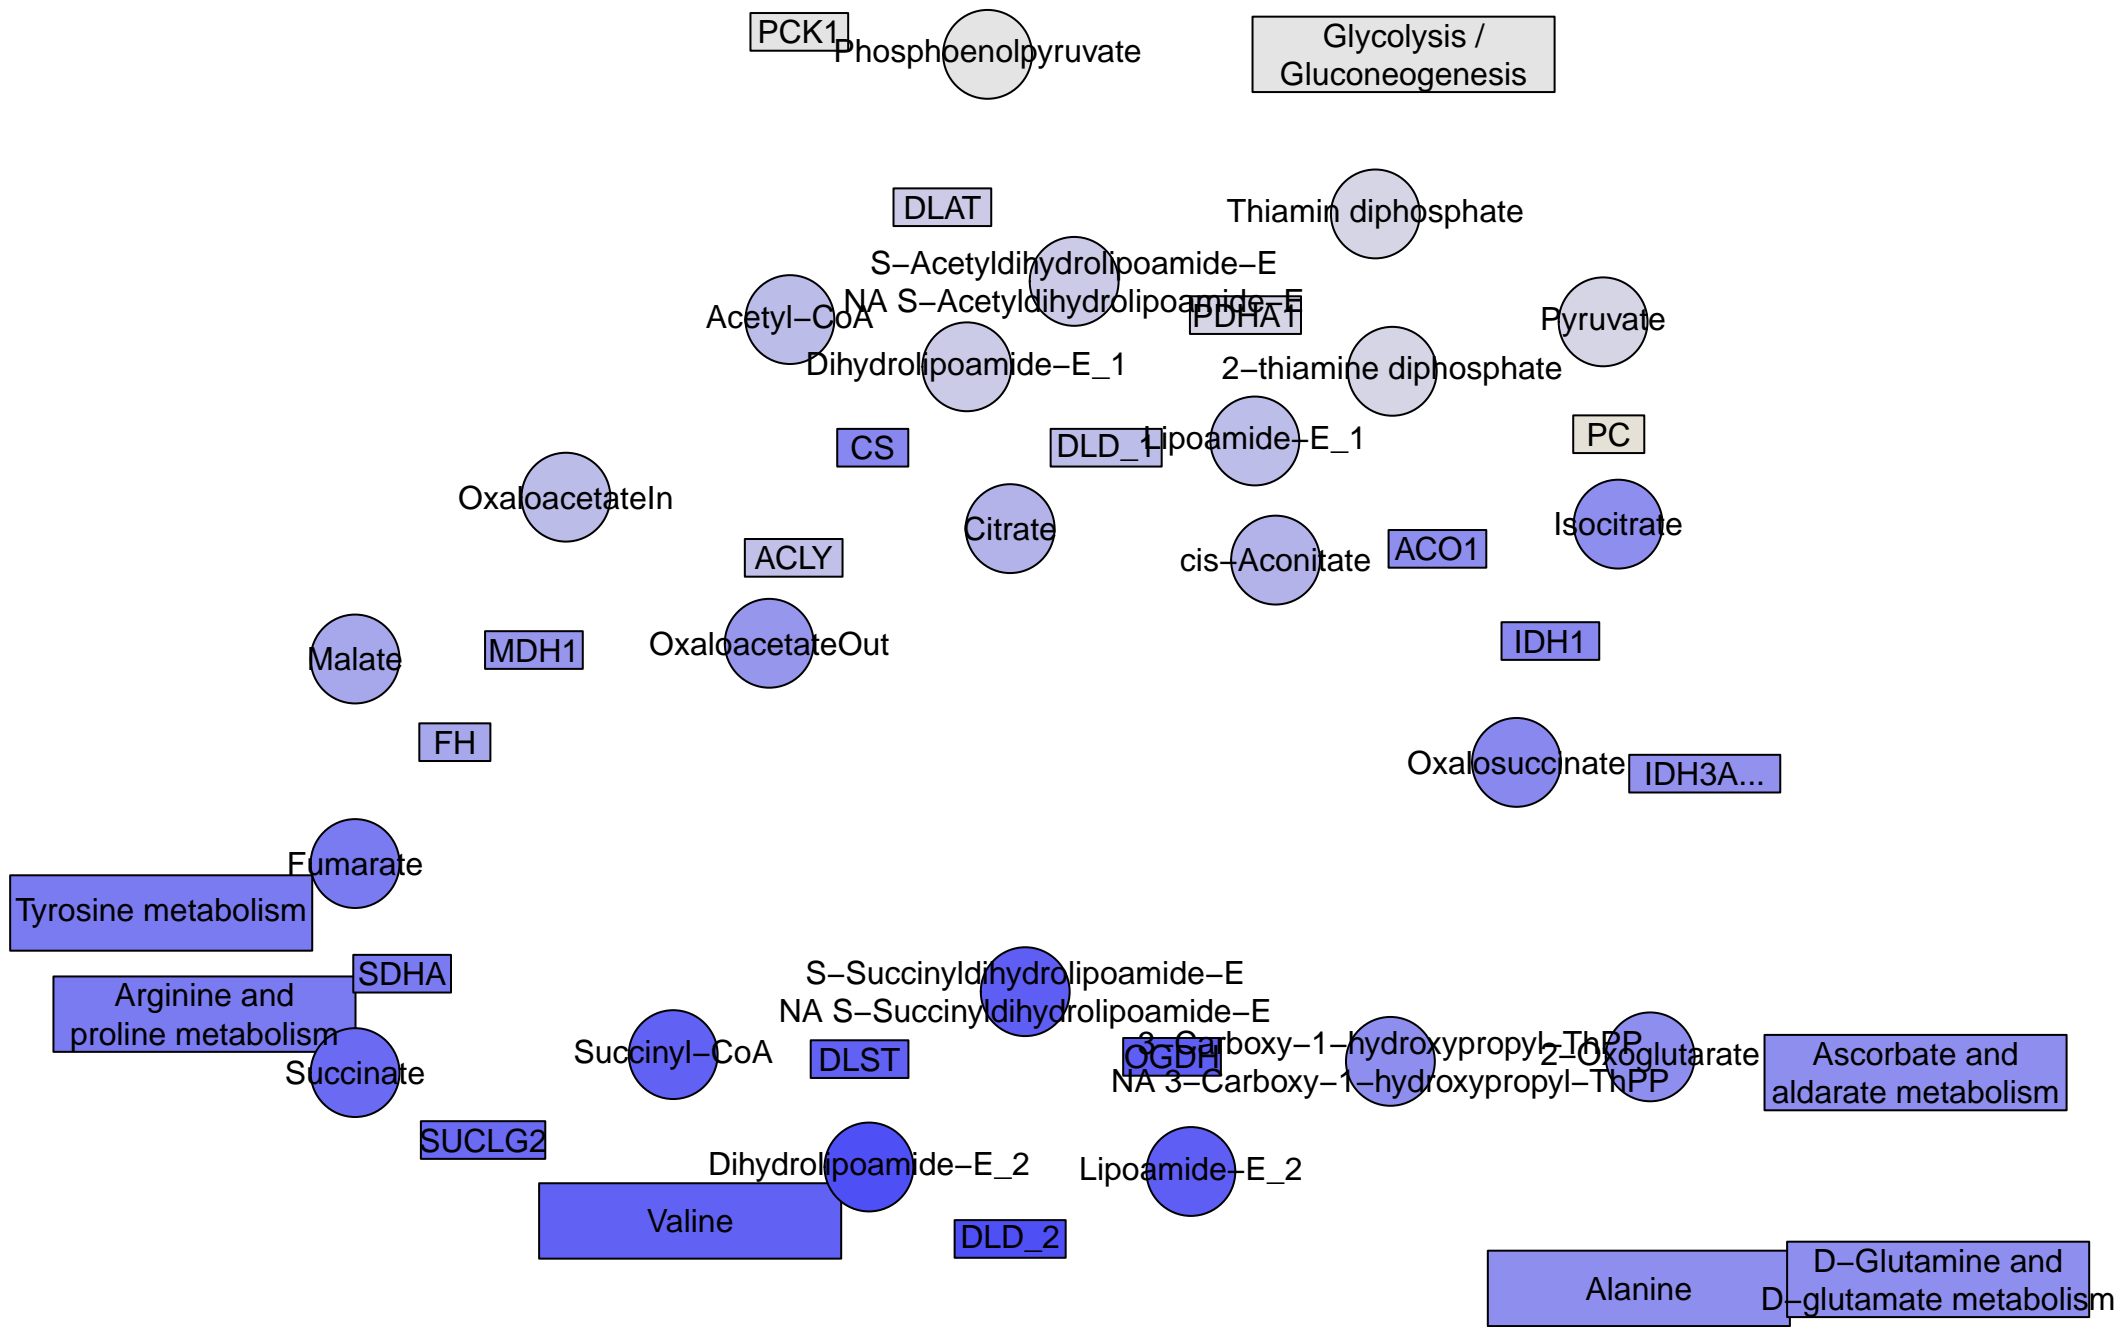 PCK1
Phosphoenolpyruvate
Glycolysis /
Gluconeogenesis
DLAT
Thiamin diphosphate
S−Acetyldihydrolipoamide−E
NA S−Acetyldihydrolipoamide−E
Acetyl−CoA
PDHA1
Pyruvate
Dihydrolipoamide−E_1
2−thiamine diphosphate
CS
DLD_1
Lipoamide−E_1
PC
OxaloacetateIn
Citrate
Isocitrate
ACLY
cis−Aconitate
ACO1
Malate
MDH1
OxaloacetateOut
IDH1
FH
Oxalosuccinate
IDH3A...
Fumarate
Tyrosine metabolism
SDHA
Arginine and
proline metabolism
S−Succinyldihydrolipoamide−E
NA S−Succinyldihydrolipoamide−E
Succinate
Succinyl−CoA
DLST
OGDH
3−Carboxy−1−hydroxypropyl−ThPP
NA 3−Carboxy−1−hydroxypropyl−ThPP
2−Oxoglutarate
Ascorbate and
aldarate metabolism
SUCLG2
Dihydrolipoamide−E_2
Lipoamide−E_2
Valine
DLD_2
Alanine
D−Glutamine and
D−glutamate metabolism